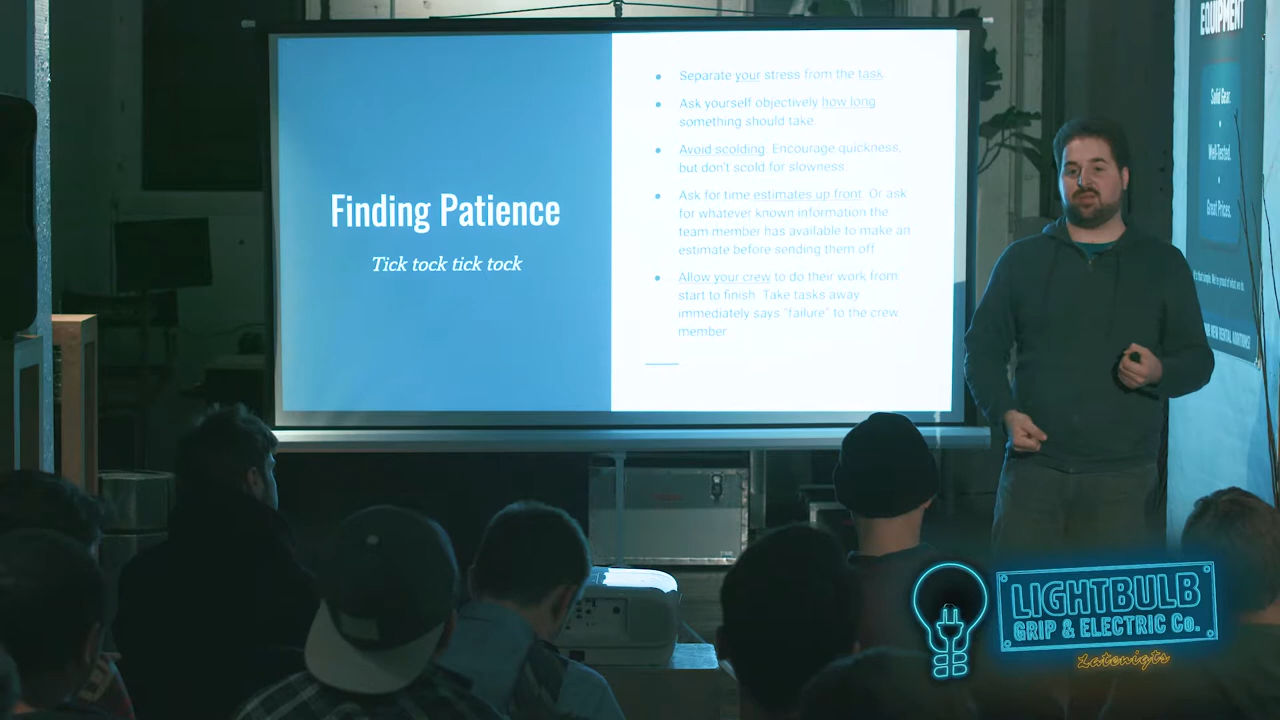 Finding Patience
Tick tock tick tock
Separate your stress from the task.
Ask yourself objectively how long
something should take.
Avoid scolding. Encourage quickness,
but don't scold for slowness.
Ask for time estimates up front. Or ask
for whatever known information the
team member has available to make an
estimate before sending them off.
Allow your crew to do their work from
start to finish. Take tasks away
immediately says "failure" to the crew
member.
EQUIPMENT
Solid Gear.
Well-Tested.
Great Prices.
LIGHTBULB
GRIP & ELECTRIC Co.
Latenigts